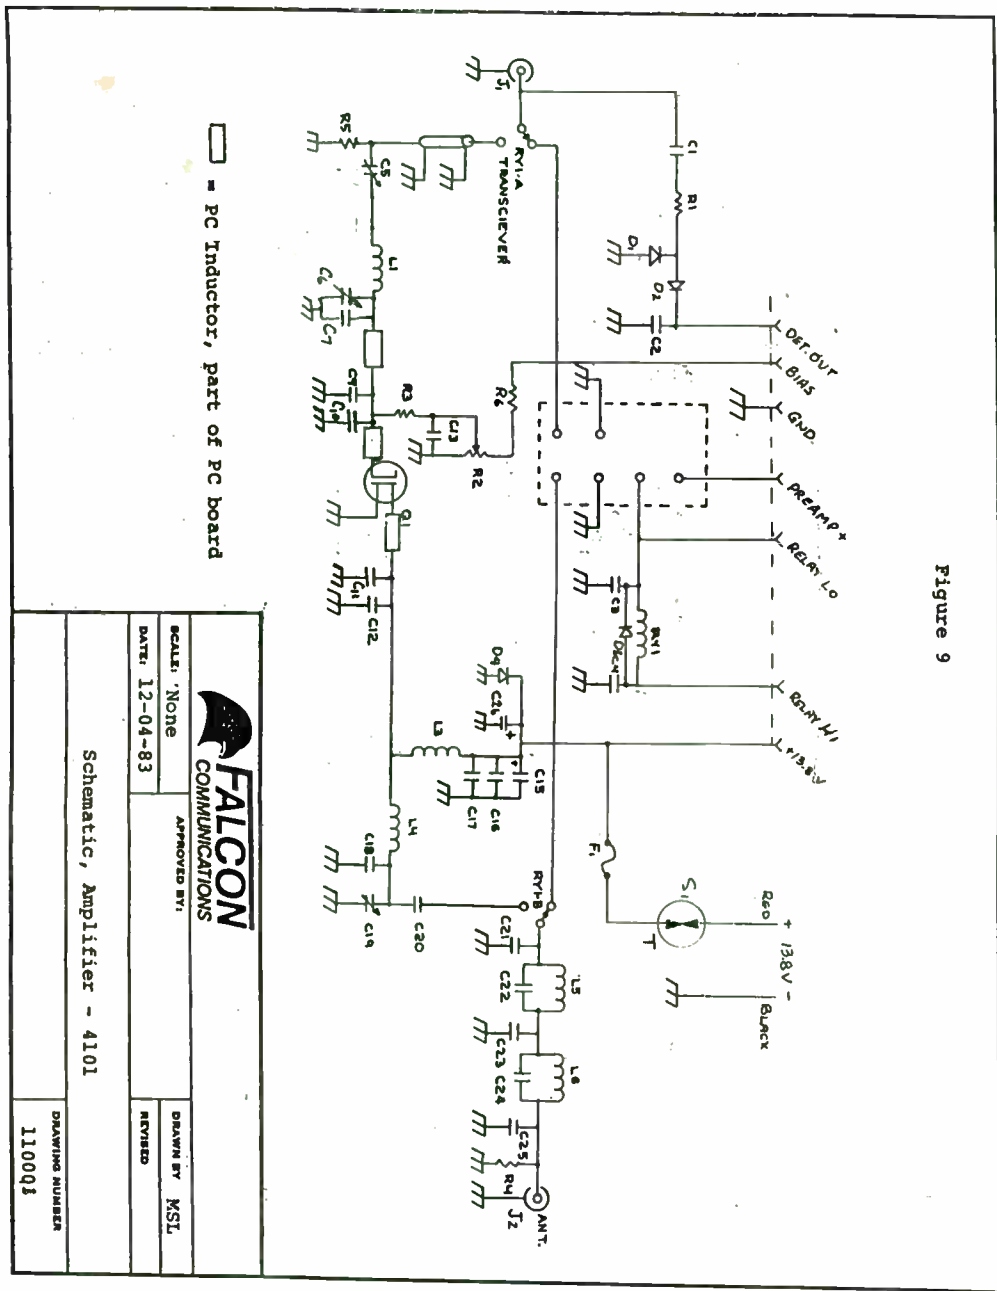 Figure 9
DET. OUT
BIAS
GND
PREAMP x
RELAY LO
RELAY HI
+13.8V
RED
+ 13.8V -
BLACK
C1
R1
D1
D2
C2
J1
RY1-A
TRANSCIEVER
R6
C3
RY1
C4
F1
S1
T
R5
C5
L1
C6
C7
C9
C10
R3
C13
R2
Q1
C11
C12
D9
C26
+
L3
+
C15
C16
C17
L4
C18
C19
C20
RY1-B
C21
L5
C22
C23
L6
C24
C25
R4
J2
ANT.
= PC Inductor, part of PC board
FALCON
COMMUNICATIONS
SCALE: None
APPROVED BY:
DRAWN BY MSL
DATE: 12-04-83
REVISED
Schematic, Amplifier - 4101
DRAWING NUMBER